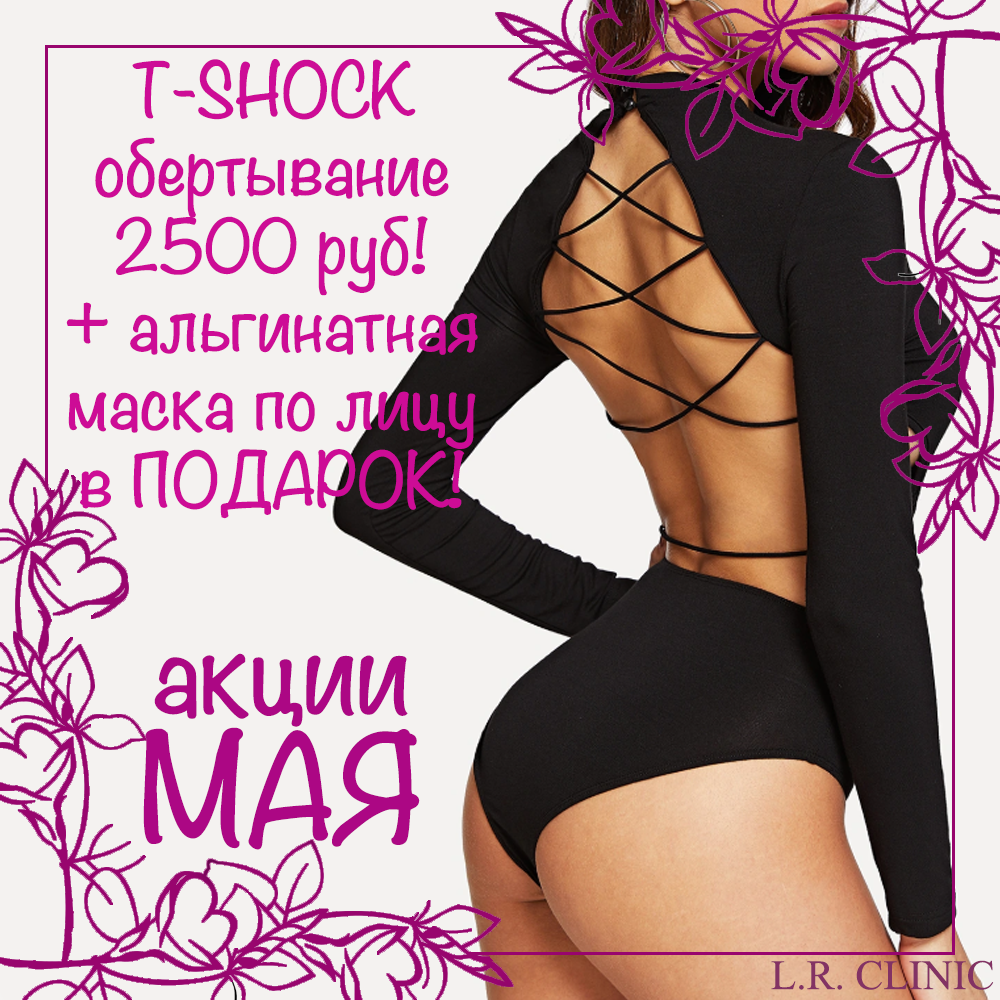 T-SHOCK
обертывание
2500 руб!
+ альгинатная
маска по лицу
в ПОДАРОК!
акции
МАЯ
L.R. CLINIC